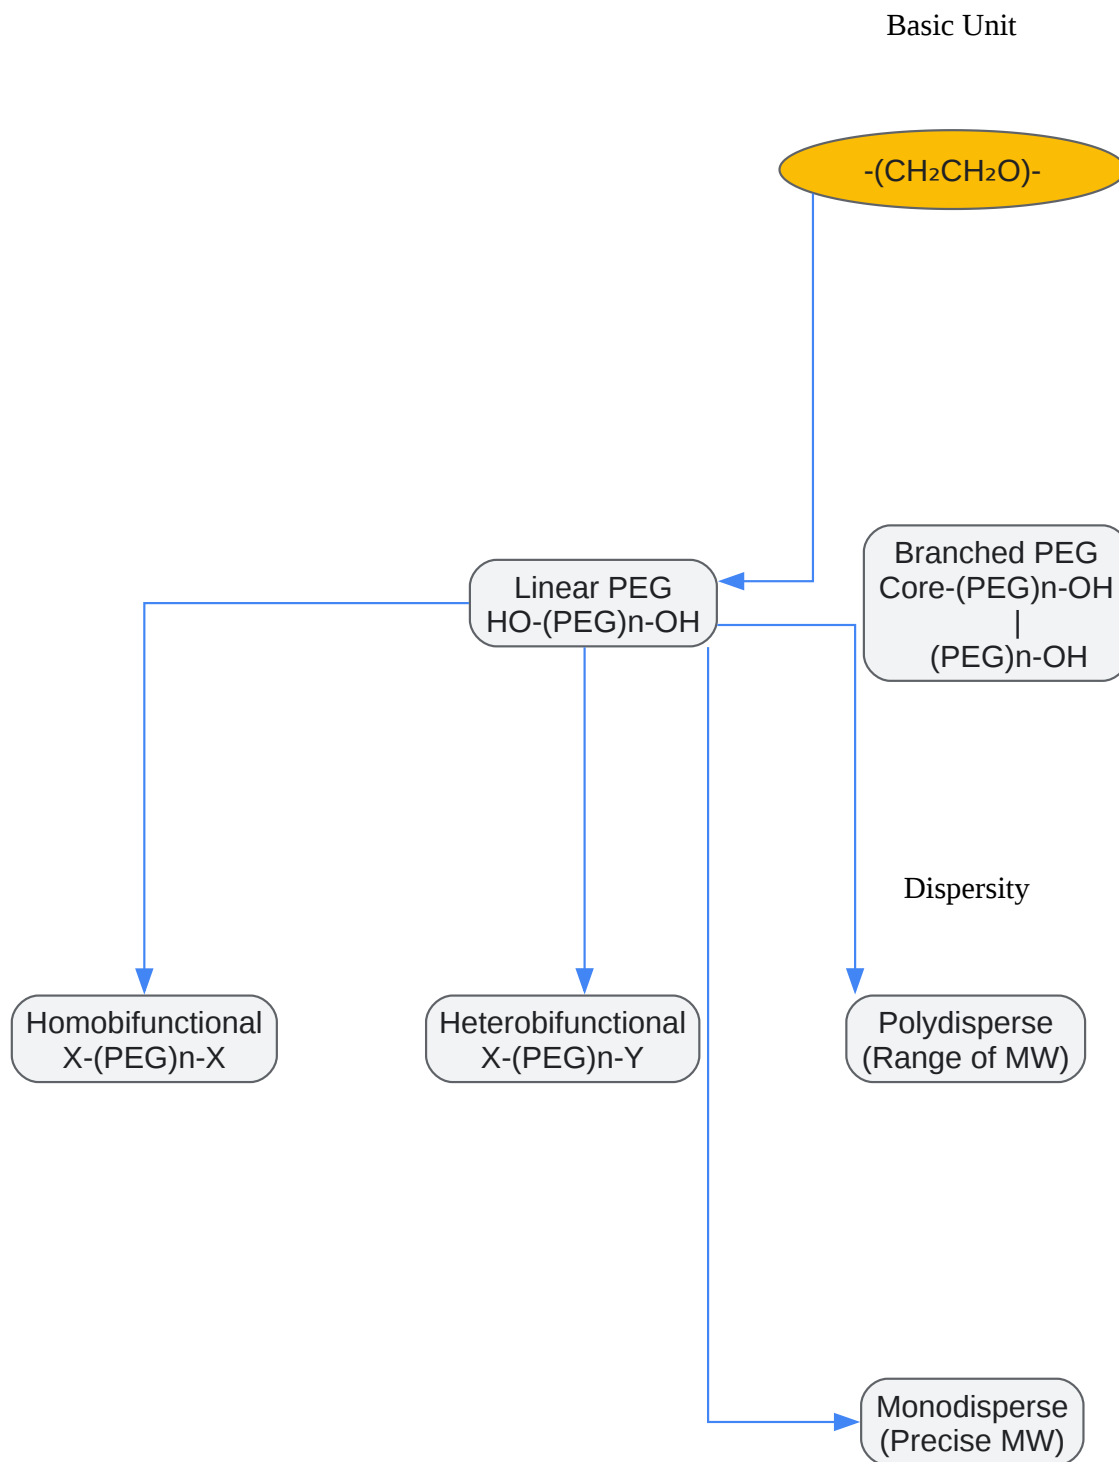 Basic Unit
-(CH₂CH₂O)-
Linear PEG
HO-(PEG)n-OH
Branched PEG
Core-(PEG)n-OH
|
(PEG)n-OH
Dispersity
Homobifunctional
X-(PEG)n-X
Heterobifunctional
X-(PEG)n-Y
Polydisperse
(Range of MW)
Monodisperse
(Precise MW)